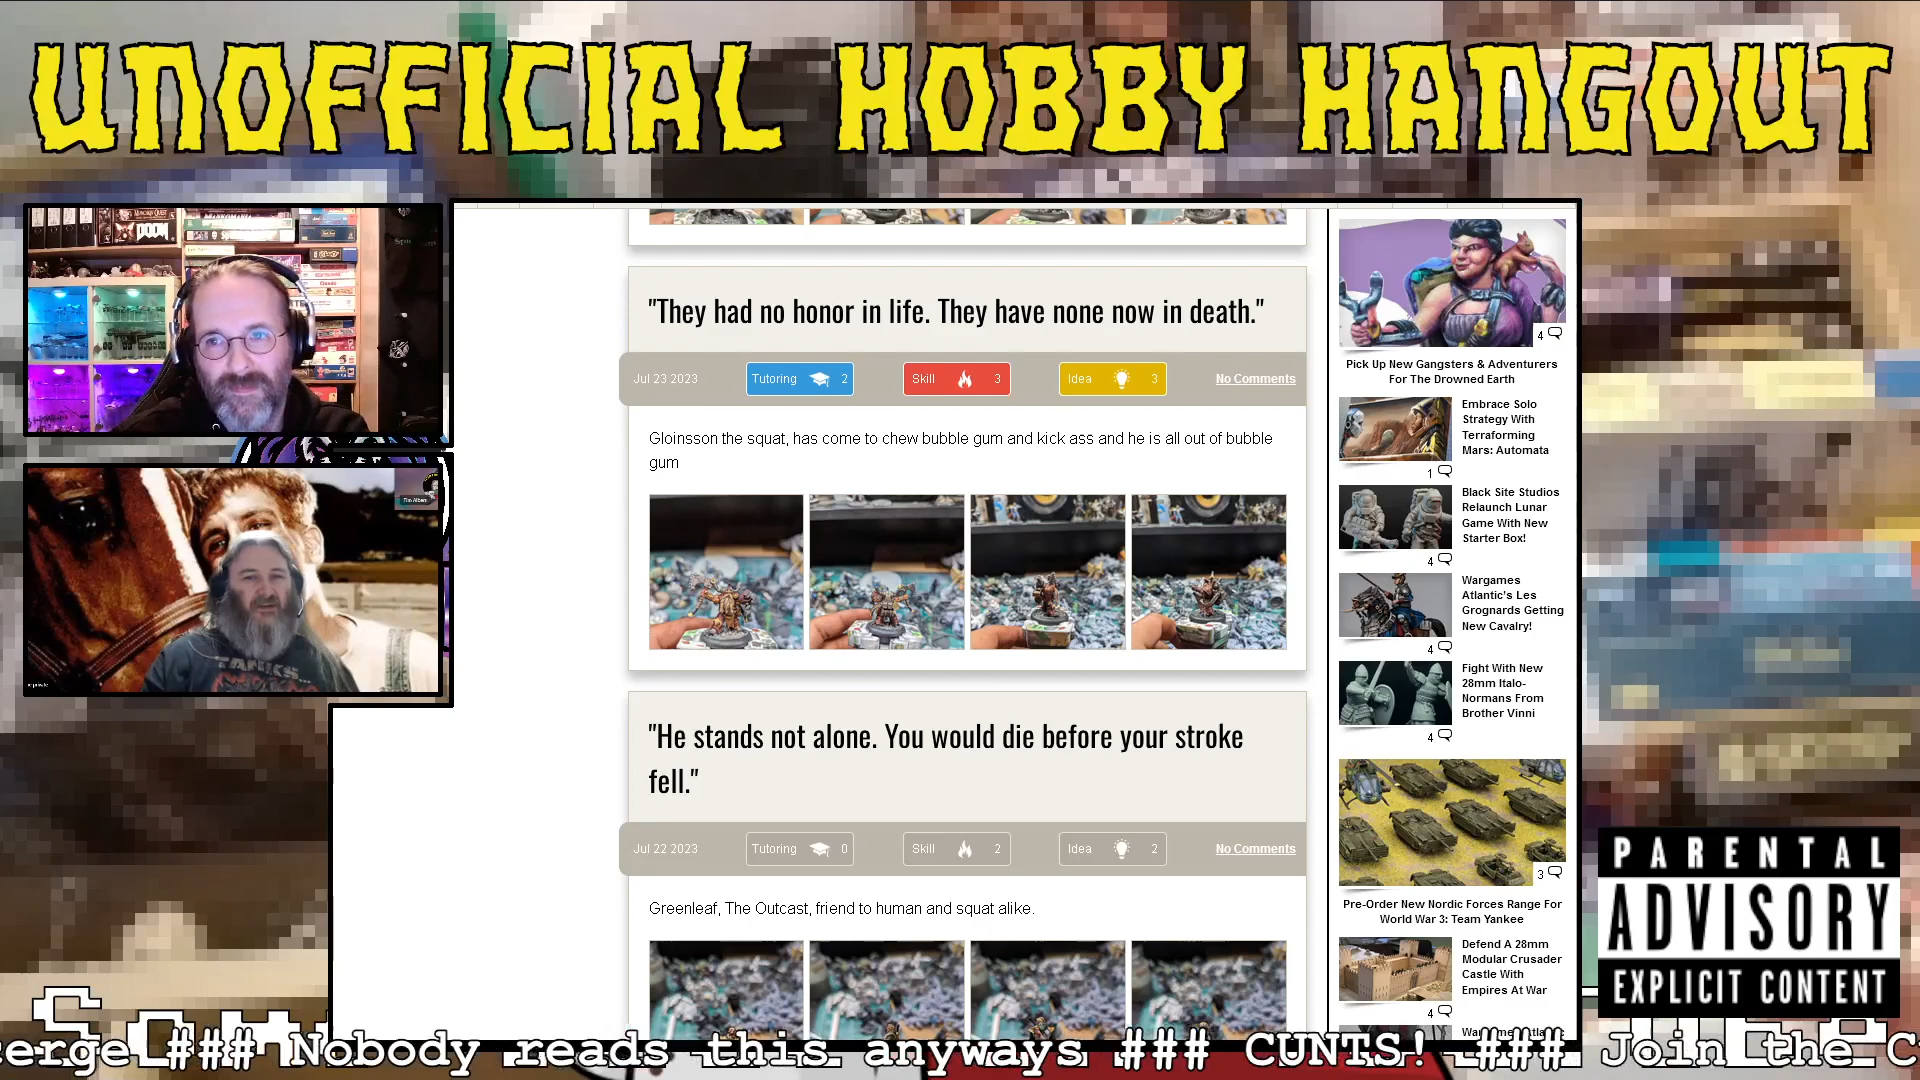 UNOFFICIAL HOBBY HANGOUT
DOOM
Tim Albers
TANKS
"They had no honor in life. They have none now in death."
Jul 23 2023
Tutoring 2
Skill 3
Idea 3
No Comments
Gloinsson the squat, has come to chew bubble gum and kick ass and he is all out of bubble
gum
"He stands not alone. You would die before your stroke
fell."
Jul 22 2023
Tutoring 0
Skill 2
Idea 2
No Comments
Greenleaf, The Outcast, friend to human and squat alike.
4
Pick Up New Gangsters & Adventurers
For The Drowned Earth
Embrace Solo
Strategy With
Terraforming
Mars: Automata
1
Black Site Studios
Relaunch Lunar
Game With New
Starter Box!
4
Wargames
Atlantic's Les
Grognards Getting
New Cavalry!
4
Fight With New
28mm Italo-
Normans From
Brother Vinni
4
3
Pre-Order New Nordic Forces Range For
World War 3: Team Yankee
Defend A 28mm
Modular Crusader
Castle With
Empires At War
4
PARENTAL
ADVISORY
EXPLICIT CONTENT
erge ### Nobody reads this anyways ### CUNTS! ### Join the C